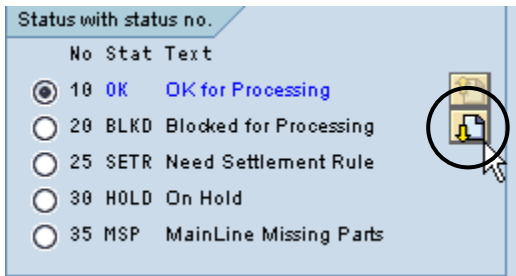 Status with status no.
No Stat Text
10 OK OK for Processing
20 BLKD Blocked for Processing
25 SETR Need Settlement Rule
30 HOLD On Hold
35 MSP MainLine Missing Parts